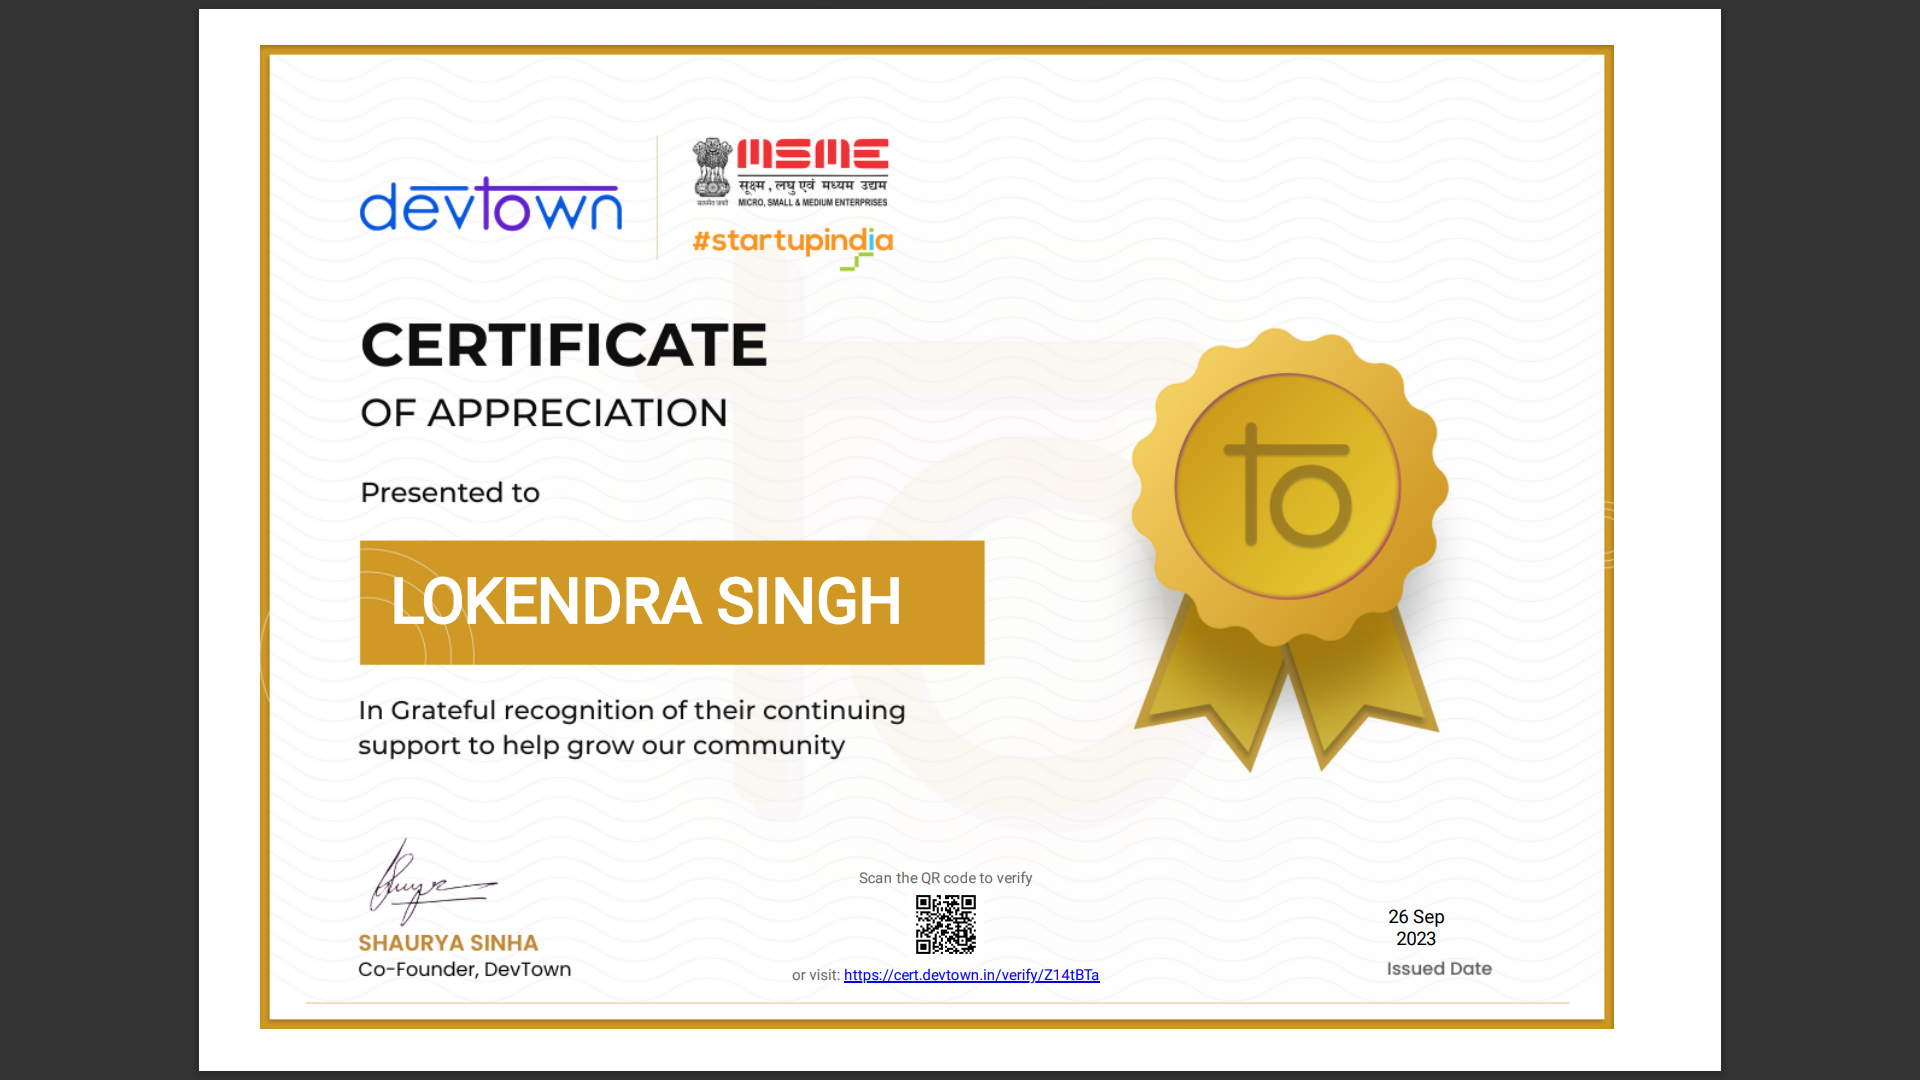 devtown
MSME
सूक्ष्म , लघु एवं मध्यम उद्यम
सत्यमेव जयते
MICRO, SMALL & MEDIUM ENTERPRISES
#startupindia
CERTIFICATE
OF APPRECIATION
Presented to
to
LOKENDRA SINGH
In Grateful recognition of their continuing
support to help grow our community
Scan the QR code to verify
SHAURYA SINHA
Co-Founder, DevTown
or visit: https://cert.devtown.in/verify/Z14tBTa
26 Sep
2023
Issued Date